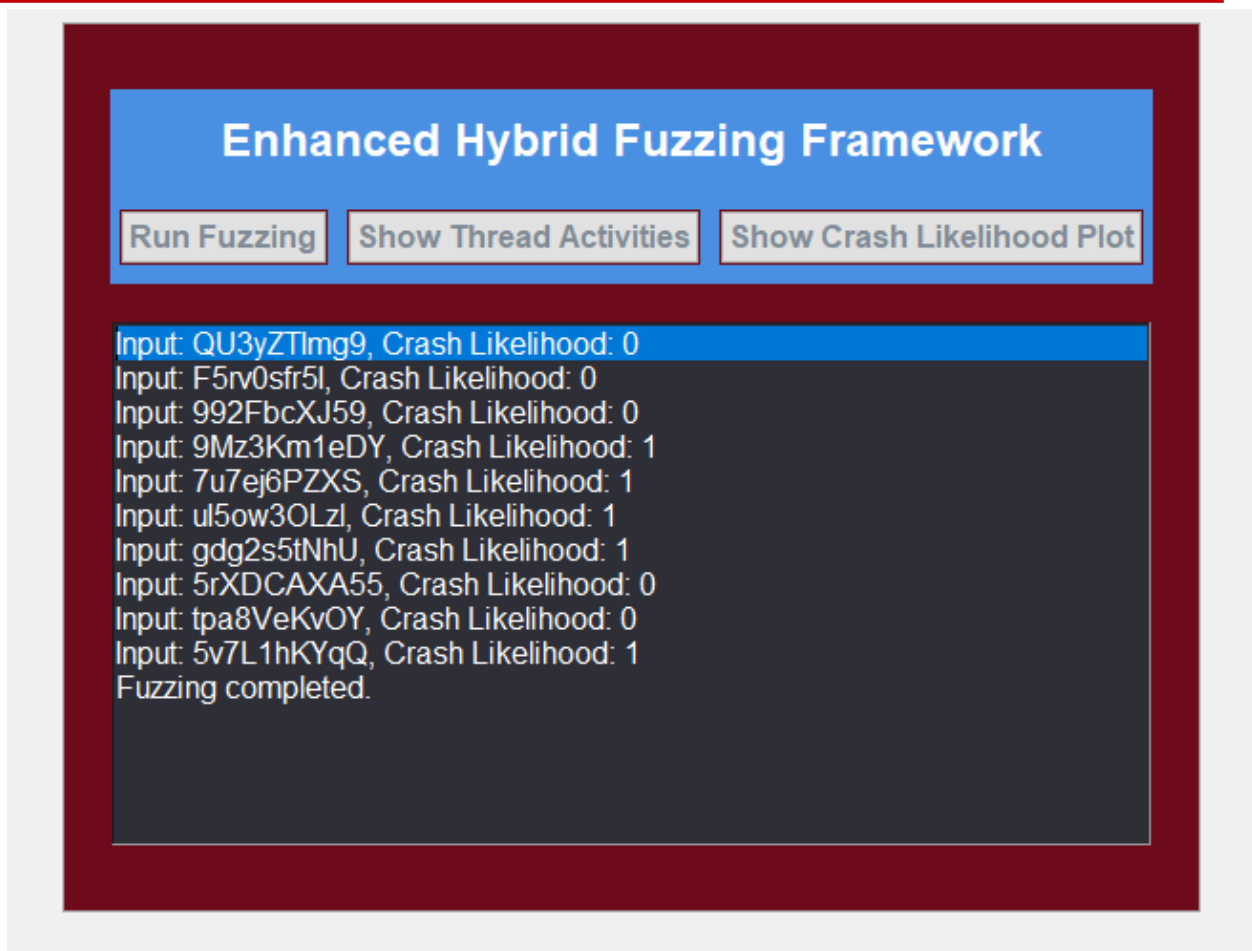 Enhanced Hybrid Fuzzing Framework
Run Fuzzing Show Thread Activities Show Crash Likelihood Plot
Input: QU3yZTlmg9, Crash Likelihood: 0
Input: F5rv0sfr5l, Crash Likelihood: 0
Input: 992FbcXJ59, Crash Likelihood: 0
Input: 9Mz3Km1eDY, Crash Likelihood: 1
Input: 7u7ej6PZXS, Crash Likelihood: 1
Input: ul5ow3OLzl, Crash Likelihood: 1
Input: gdg2s5tNhU, Crash Likelihood: 1
Input: 5rXDCAXA55, Crash Likelihood: 0
Input: tpa8VeKvOY, Crash Likelihood: 0
Input: 5v7L1hKYqQ, Crash Likelihood: 1
Fuzzing completed.